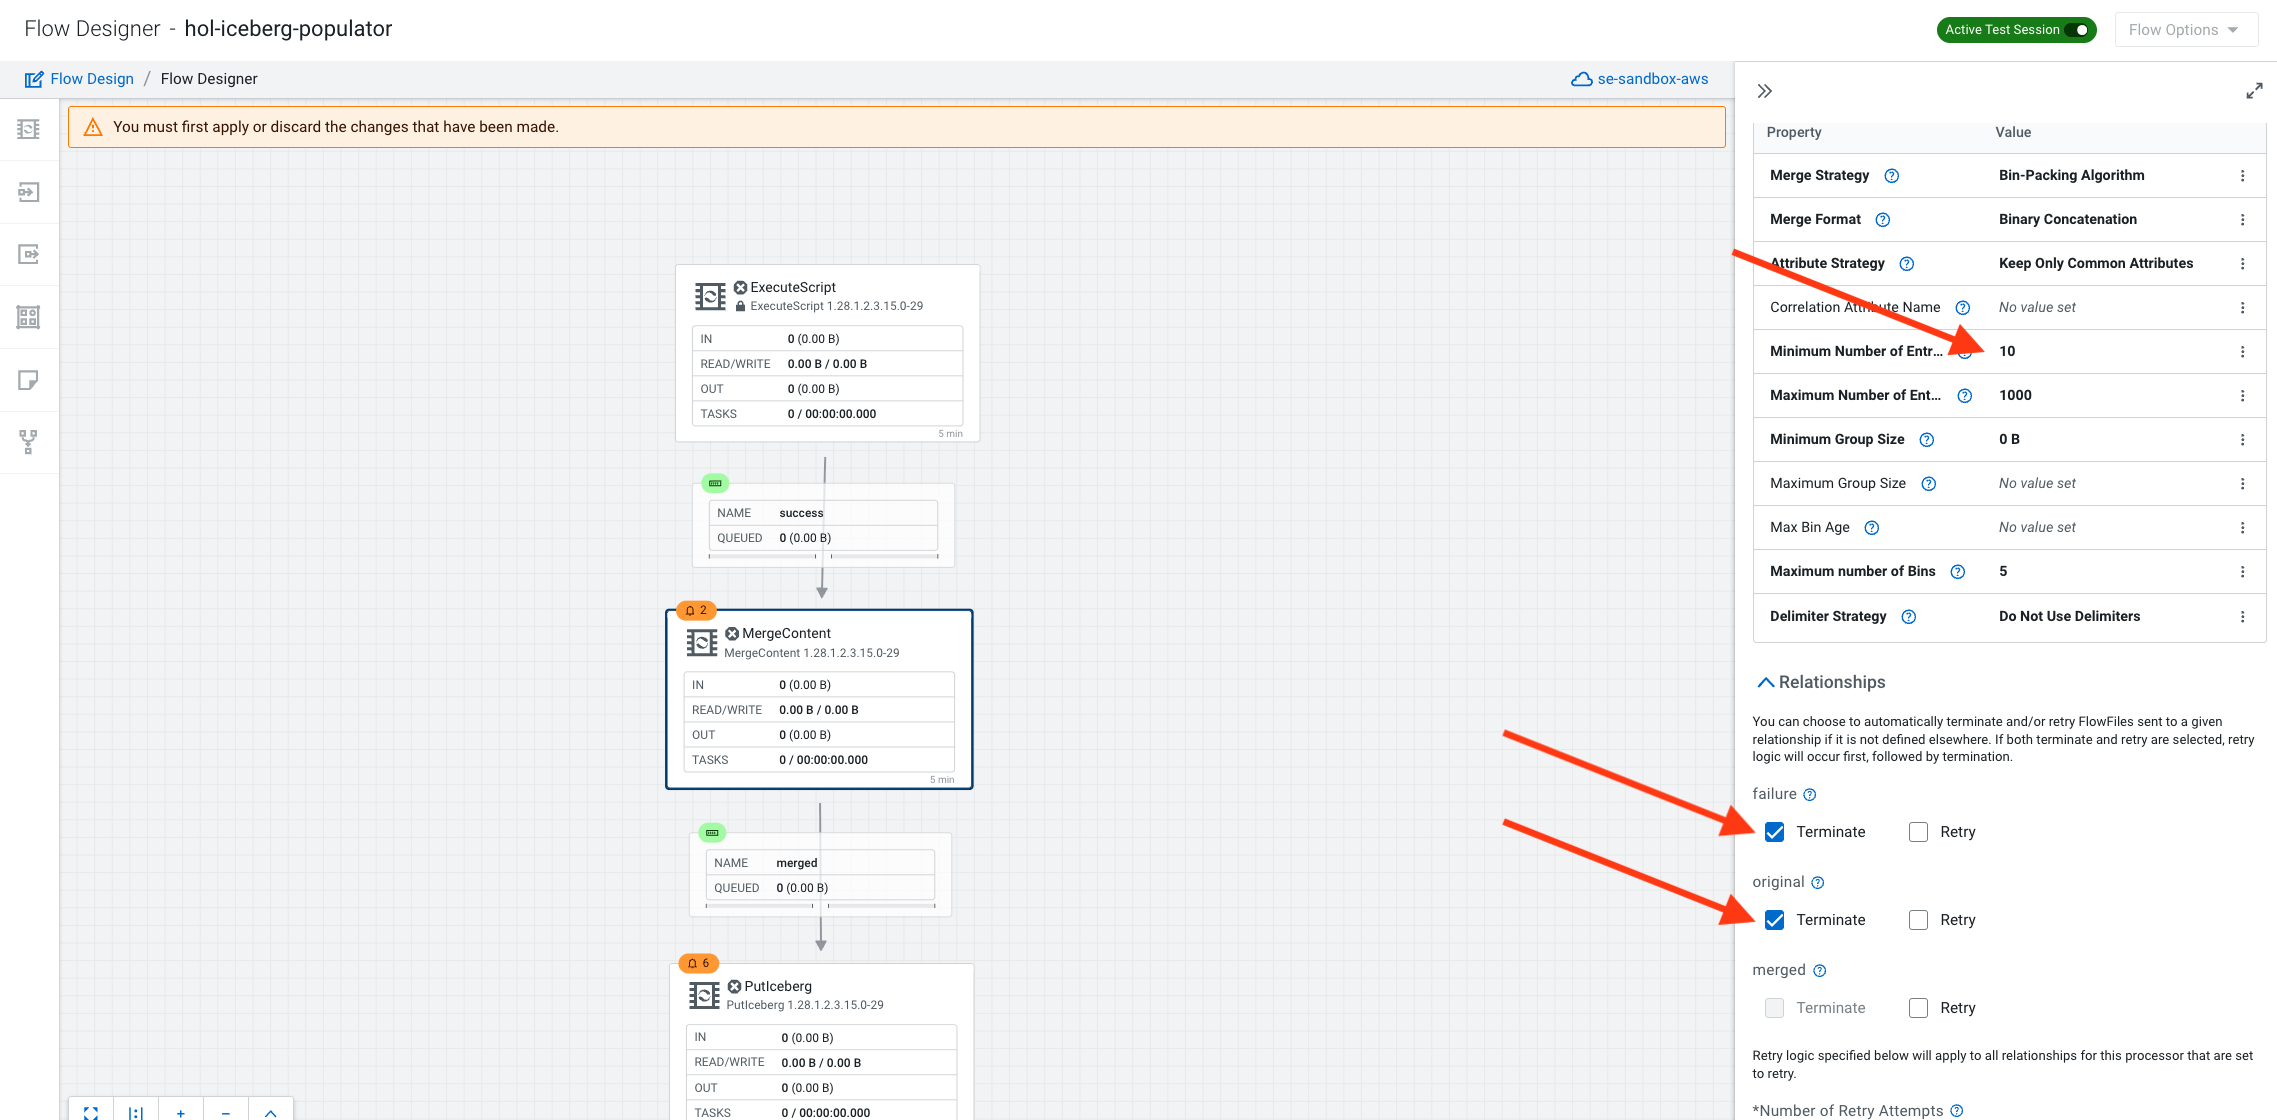 Flow Designer - hol-iceberg-populator
Active Test Session
Flow Options
Flow Design / Flow Designer
se-sandbox-aws
You must first apply or discard the changes that have been made.
ExecuteScript
ExecuteScript 1.28.1.2.3.15.0-29
IN 0 (0.00 B)
READ/WRITE 0.00 B / 0.00 B
OUT 0 (0.00 B)
TASKS 0 / 00:00:00.000
5 min
NAME success
QUEUED 0 (0.00 B)
2
MergeContent
MergeContent 1.28.1.2.3.15.0-29
IN 0 (0.00 B)
READ/WRITE 0.00 B / 0.00 B
OUT 0 (0.00 B)
TASKS 0 / 00:00:00.000
5 min
NAME merged
QUEUED 0 (0.00 B)
6
PutIceberg
PutIceberg 1.28.1.2.3.15.0-29
IN 0 (0.00 B)
READ/WRITE 0.00 B / 0.00 B
OUT 0 (0.00 B)
TASKS 0 / 00:00:00.000
Property Value
Merge Strategy Bin-Packing Algorithm
Merge Format Binary Concatenation
Attribute Strategy Keep Only Common Attributes
Correlation Attribute Name No value set
Minimum Number of Entr... 10
Maximum Number of Ent... 1000
Minimum Group Size 0 B
Maximum Group Size No value set
Max Bin Age No value set
Maximum number of Bins 5
Delimiter Strategy Do Not Use Delimiters
Relationships
You can choose to automatically terminate and/or retry FlowFiles sent to a given
relationship if it is not defined elsewhere. If both terminate and retry are selected, retry
logic will occur first, followed by termination.
failure
Terminate Retry
original
Terminate Retry
merged
Terminate Retry
Retry logic specified below will apply to all relationships for this processor that are set
to retry.
*Number of Retry Attempts